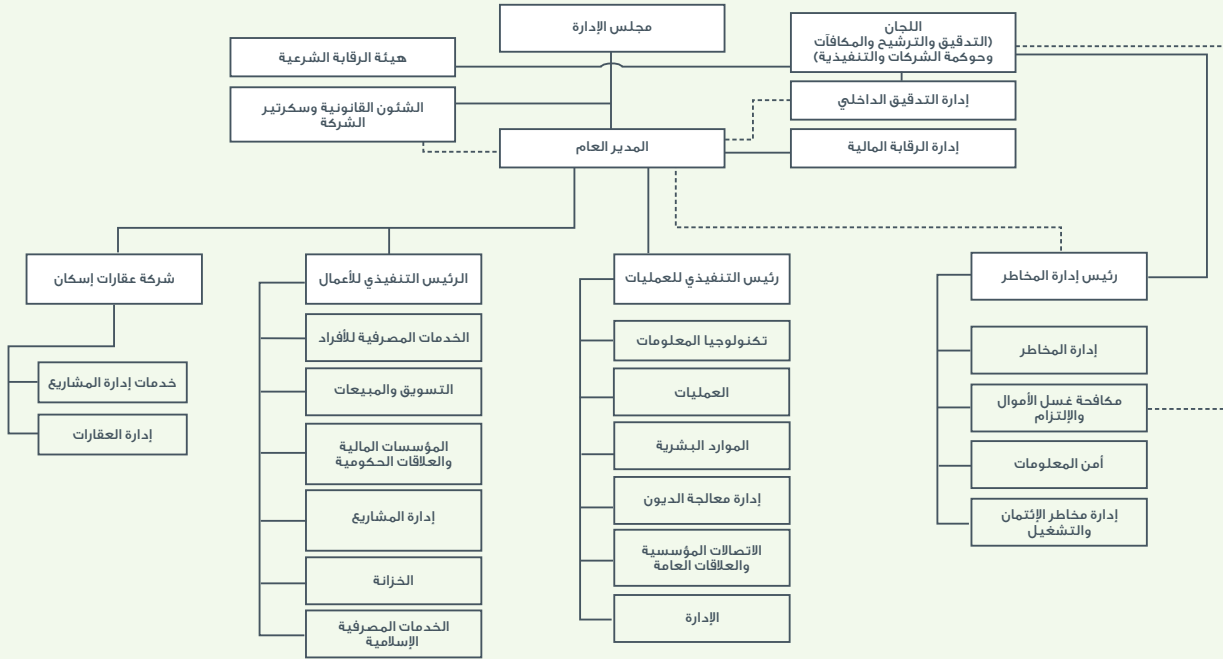 مجلس الإدارة
اللجان
(التدقيق والترشيح والمكافآت
وحوكمة الشركات والتنفيذية)
هيئة الرقابة الشرعية
إدارة التدقيق الداخلي
الشئون القانونية وسكرتير
الشركة
المدير العام
إدارة الرقابة المالية
رئيس إدارة المخاطر
إدارة المخاطر
مكافحة غسل الأموال
والإلتزام
أمن المعلومات
إدارة مخاطر الإئتمان
والتشغيل
رئيس التنفيذي للعمليات
تكنولوجيا المعلومات
العمليات
الموارد البشرية
إدارة معالجة الديون
الاتصالات المؤسسية
والعلاقات العامة
الإدارة
الرئيس التنفيذي للأعمال
الخدمات المصرفية للأفراد
التسويق والمبيعات
المؤسسات المالية
والعلاقات الحكومية
إدارة المشاريع
الخزانة
الخدمات المصرفية
الإسلامية
شركة عقارات إسكان
خدمات إدارة المشاريع
إدارة العقارات